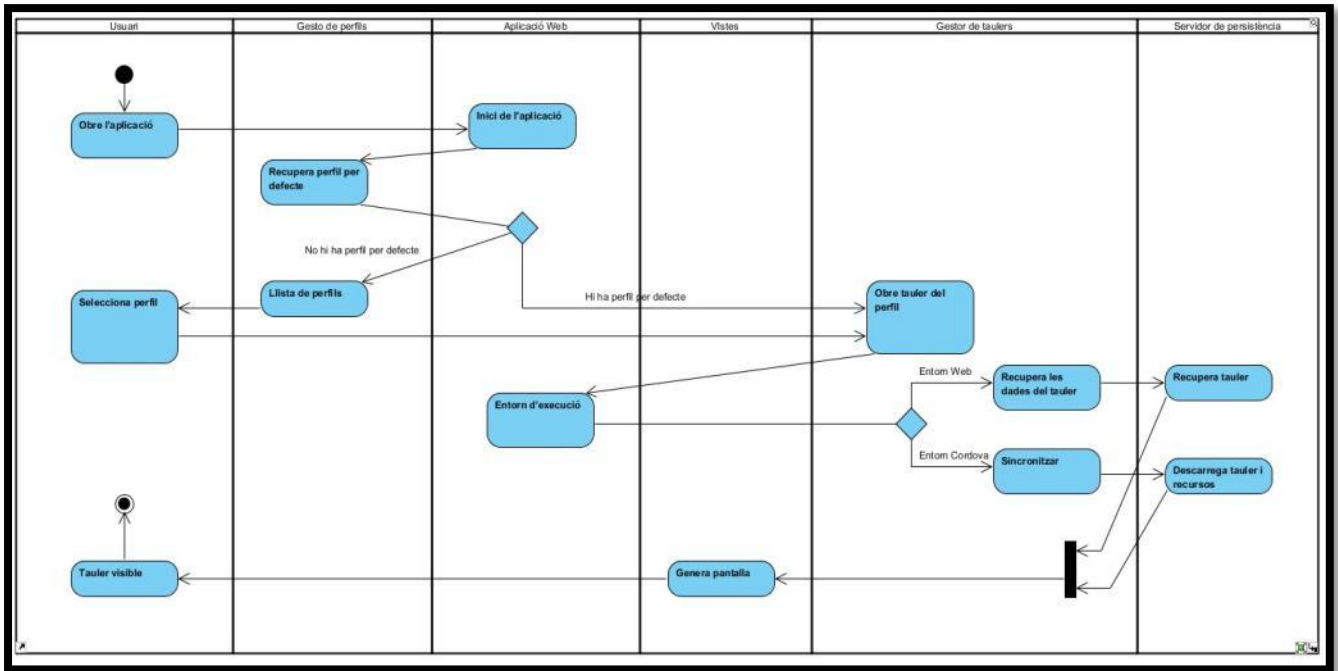 Usuari
Gesto de perfils
Aplicació Web
Vistes
Gestor de taulers
Servidor de persistència
Obre l'aplicació
Inici de l'aplicació
Recupera perfil per
defecte
No hi ha perfil per defecte
Selecciona perfil
Llista de perfils
Hi ha perfil per defecte
Obre tauler del
perfil
Entorn d'execució
Entorn Web
Recupera les
dades del tauler
Recupera tauler
Entorn Cordova
Sincronitzar
Descarrega tauler i
recursos
Tauler visible
Genera pantalla